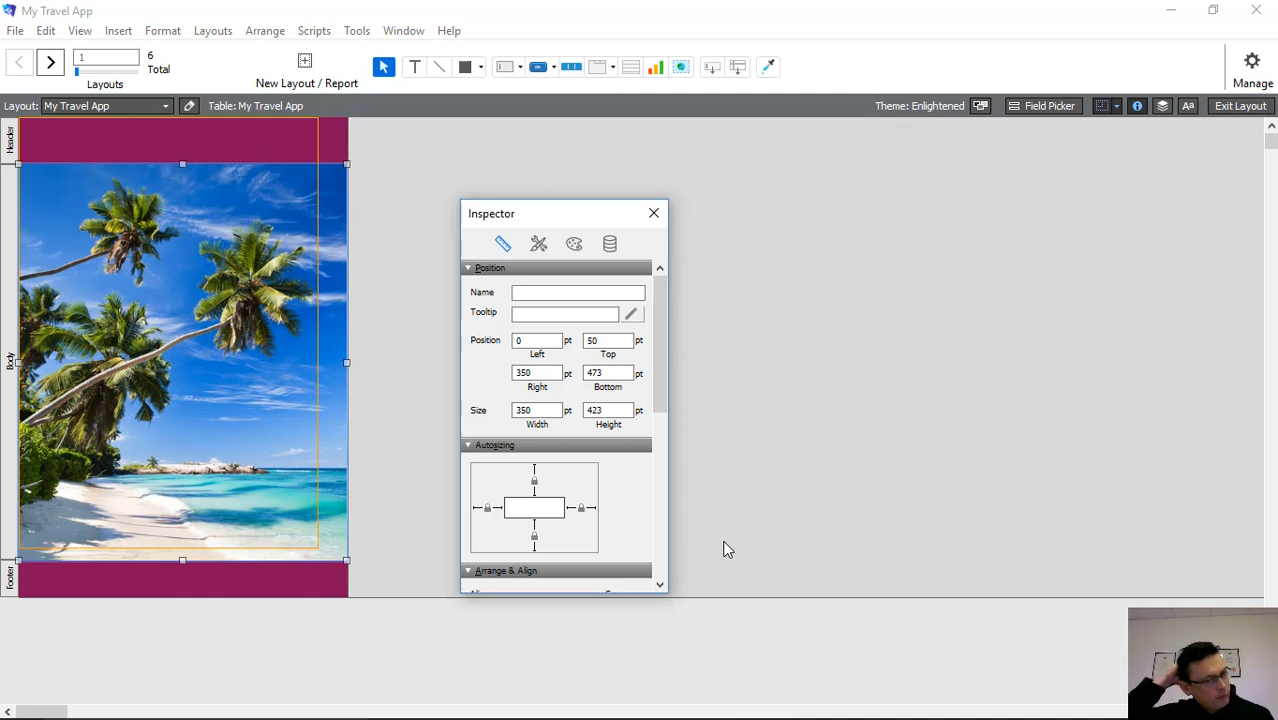 My Travel App
File Edit View Insert Format Layouts Arrange Scripts Tools Window Help
1
6
Total
Layouts
New Layout / Report
T
Manage
Layout: My Travel App
Table: My Travel App
Theme: Enlightened
Field Picker
Aa
Exit Layout
Header
Body
Footer
Inspector
Position
Name
Tooltip
Position 0 pt 50 pt
Left Top
350 pt 473 pt
Right Bottom
Size 350 pt 423 pt
Width Height
Autosizing
Arrange & Align